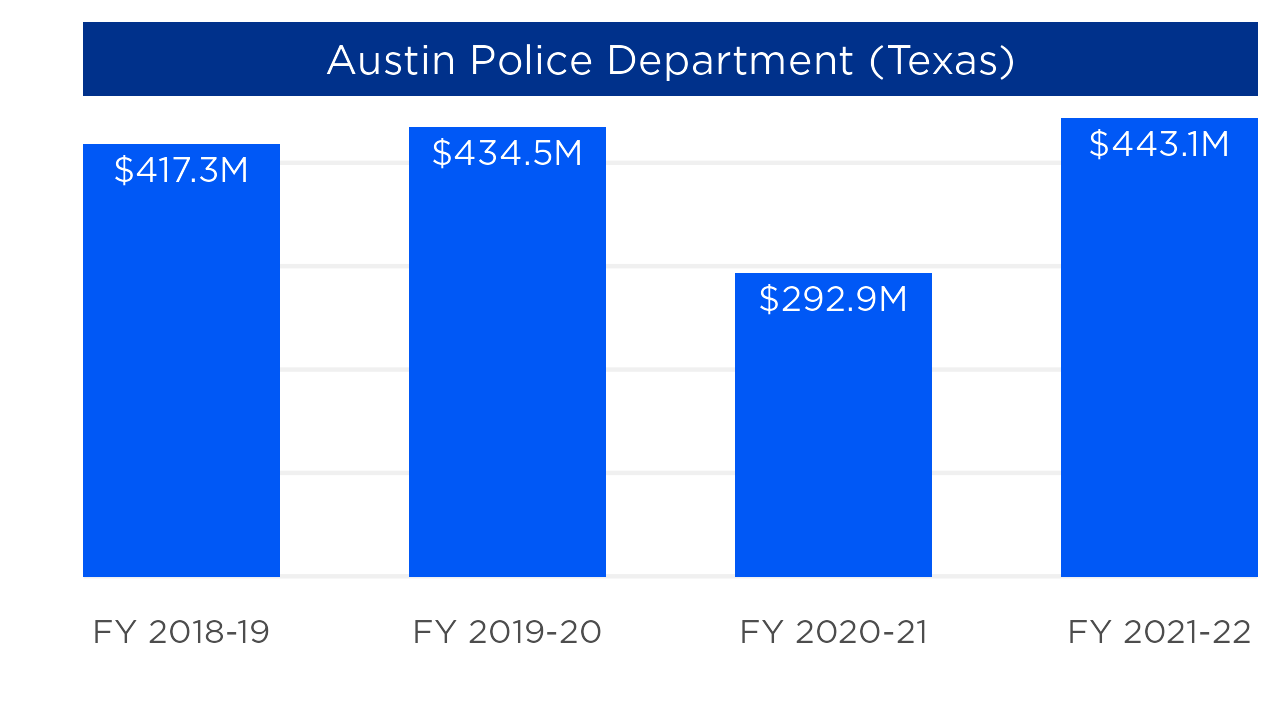 Austin Police Department (Texas)
$417.3M
$434.5M
$292.9M
$443.1M
FY 2018-19
FY 2019-20
FY 2020-21
FY 2021-22